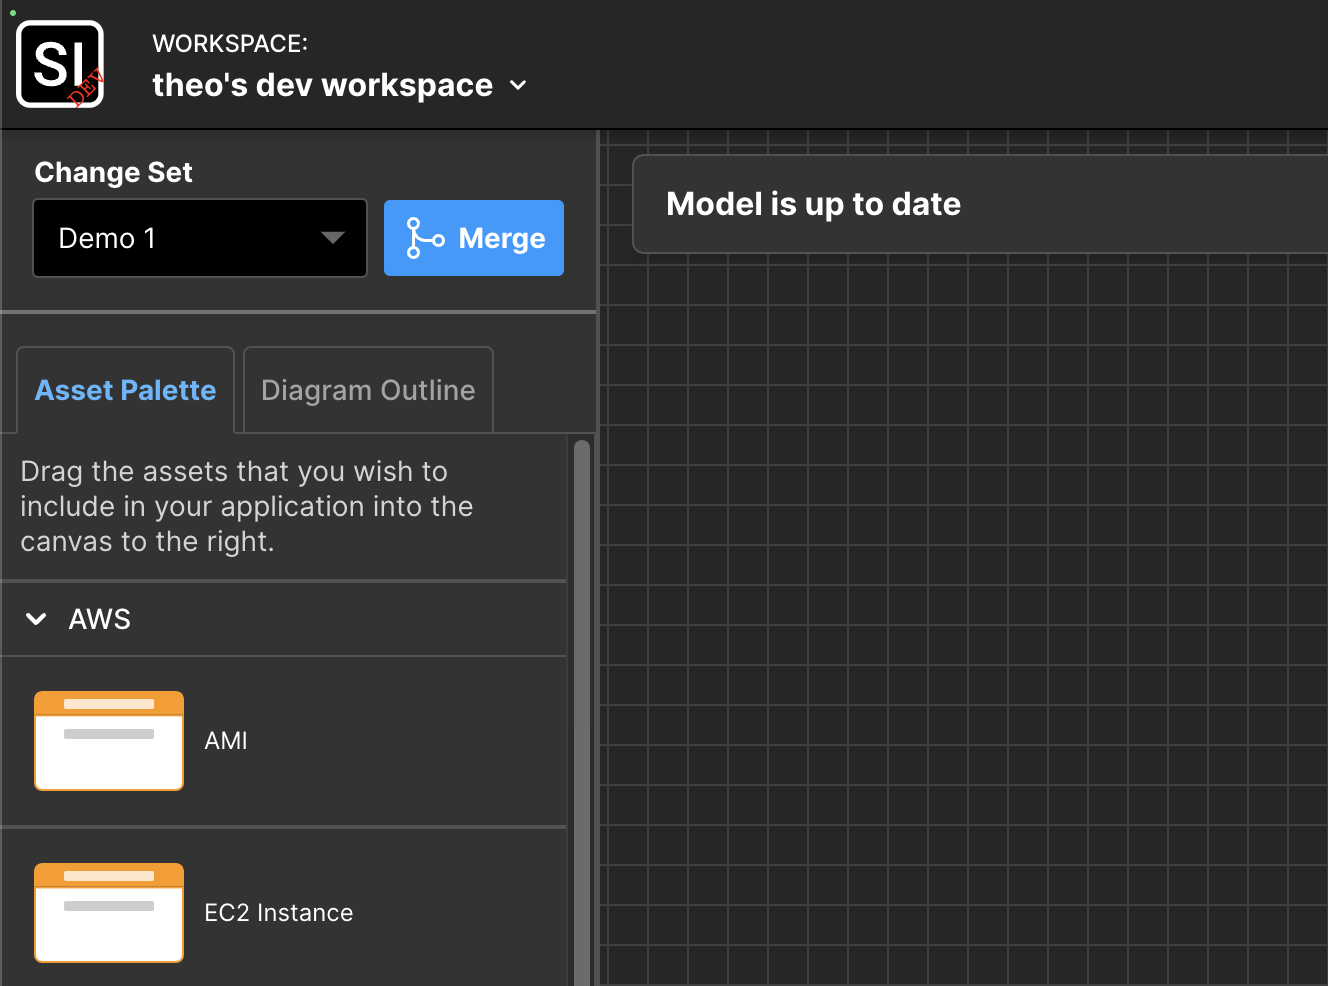 SI
DEV
WORKSPACE:
theo's dev workspace
Change Set
Demo 1
Merge
Model is up to date
Asset Palette
Diagram Outline
Drag the assets that you wish to
include in your application into the
canvas to the right.
AWS
AMI
EC2 Instance